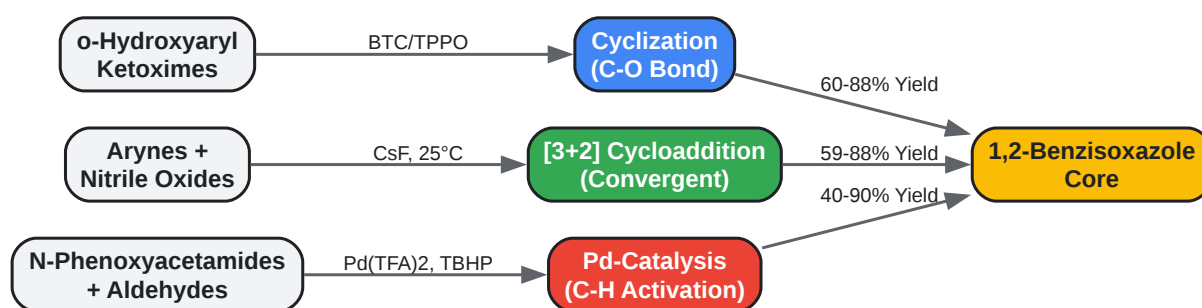 o-Hydroxyaryl
Ketoximes
BTC/TPPO
Cyclization
(C-O Bond)
60-88% Yield
Arynes +
Nitrile Oxides
CsF, 25°C
[3+2] Cycloaddition
(Convergent)
59-88% Yield
1,2-Benzisoxazole
Core
N-Phenoxyacetamides
+ Aldehydes
Pd(TFA)2, TBHP
Pd-Catalysis
(C-H Activation)
40-90% Yield